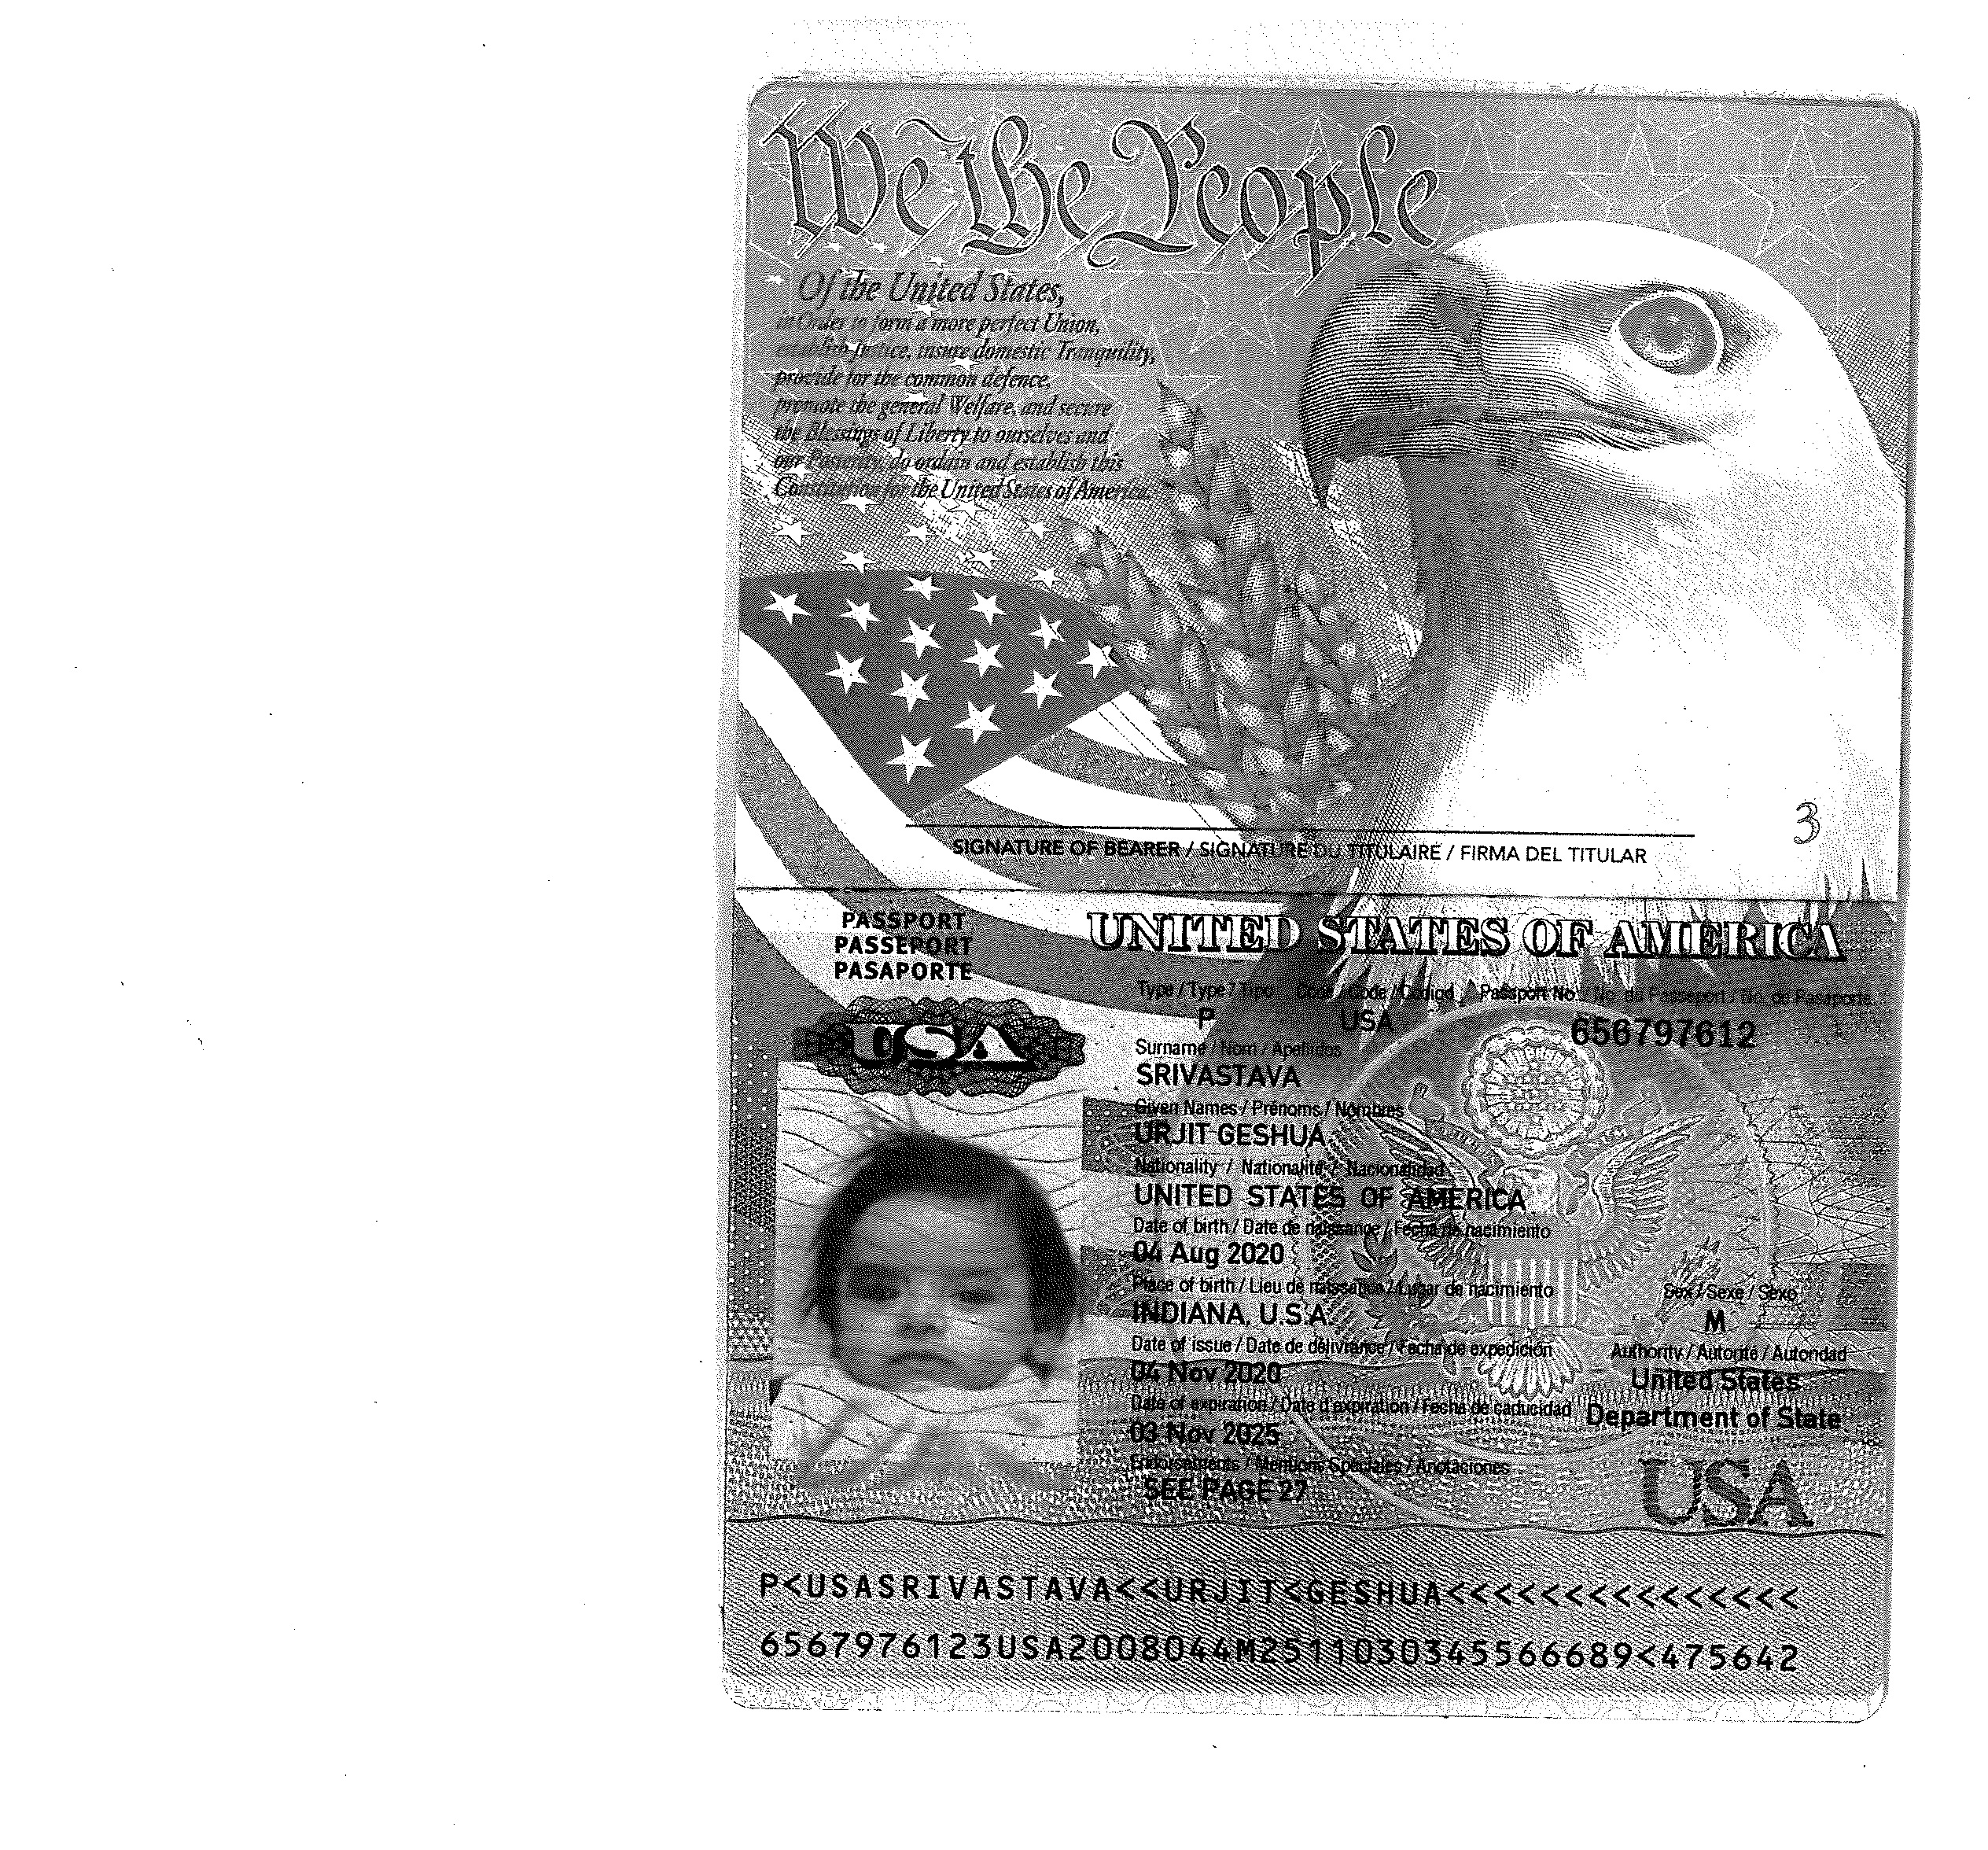 We the People
Of the United States,
in Order to form a more perfect Union,
establish Justice, insure domestic Tranquility,
provide for the common defence,
promote the general Welfare, and secure
the Blessings of Liberty to ourselves and
our Posterity, do ordain and establish this
Constitution for the United States of America.
3
SIGNATURE OF BEARER / SIGNATURE DU TITULAIRE / FIRMA DEL TITULAR
PASSPORT
PASSEPORT
PASAPORTE
UNITED STATES OF AMERICA
USA
Type / Type / Tipo Code / Code / Codigo Passport No. / No. du Passeport / No. de Pasaporte
P USA 656797612
Surname / Nom / Apellidos
SRIVASTAVA
Given Names / Prénoms / Nombres
URJIT GESHUA
Nationality / Nationalité / Nacionalidad
UNITED STATES OF AMERICA
Date of birth / Date de naissance / Fecha de nacimiento
04 Aug 2020
Place of birth / Lieu de naissance / Lugar de nacimiento Sex / Sexe / Sexo
INDIANA, U.S.A. M
Date of issue / Date de délivrance / Fecha de expedición Authority / Autorité / Autoridad
04 Nov 2020 United States
Date of expiration / Date d'expiration / Fecha de caducidad Department of State
03 Nov 2025
Endorsements / Mentions Spéciales / Anotaciones
SEE PAGE 27
USA
P<USASRIVASTAVA<<URJIT<GESHUA<<<<<<<<<<<<<<<
6567976123USA2008044M2511030345566689<475642